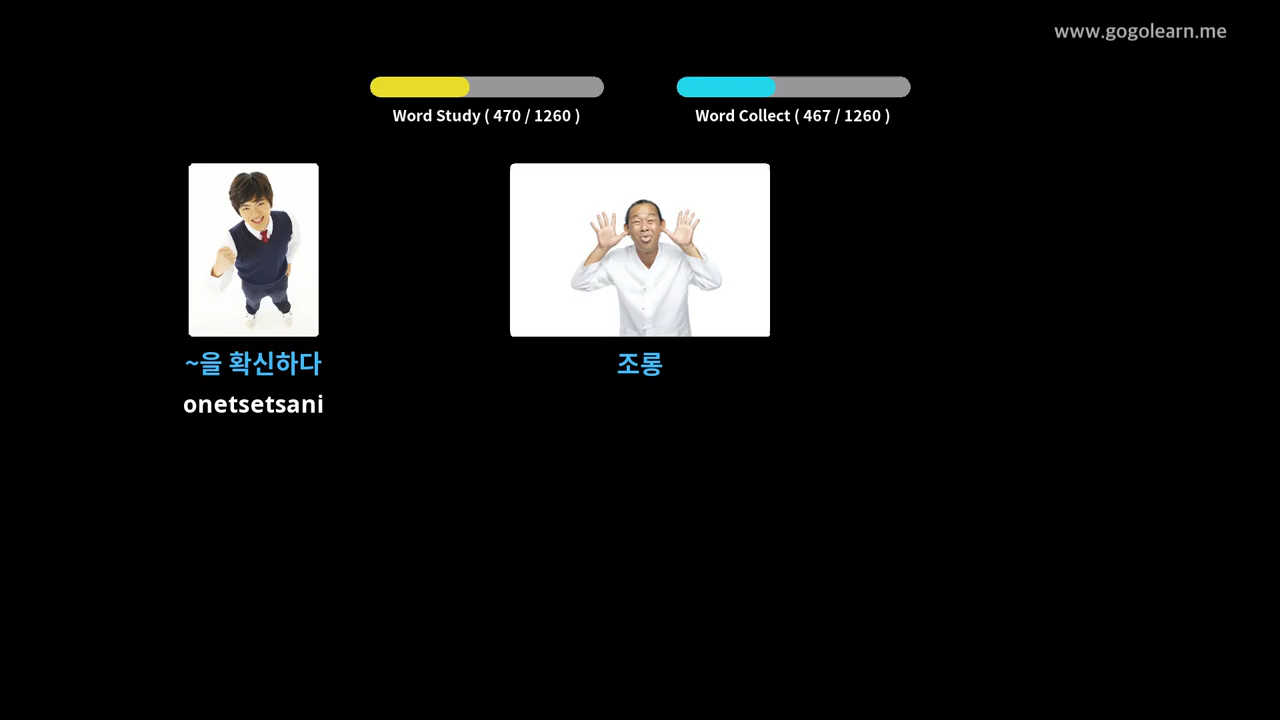 www.gogolearn.me
Word Study ( 470 / 1260 )
Word Collect ( 467 / 1260 )
~을 확신하다
조롱
onetsetsani